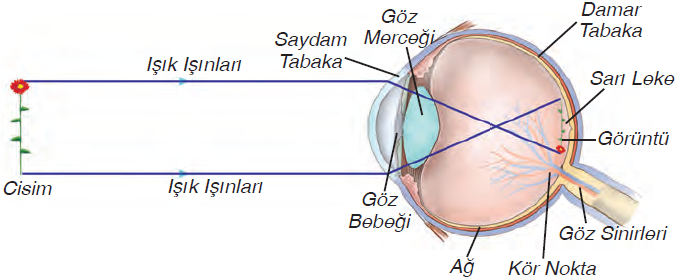 Göz
Merceği
Damar
Tabaka
Saydam
Tabaka
Işık Işınları
Sarı Leke
Görüntü
Cisim
Işık Işınları
Göz
Bebeği
Göz Sinirleri
Ağ
Kör Nokta